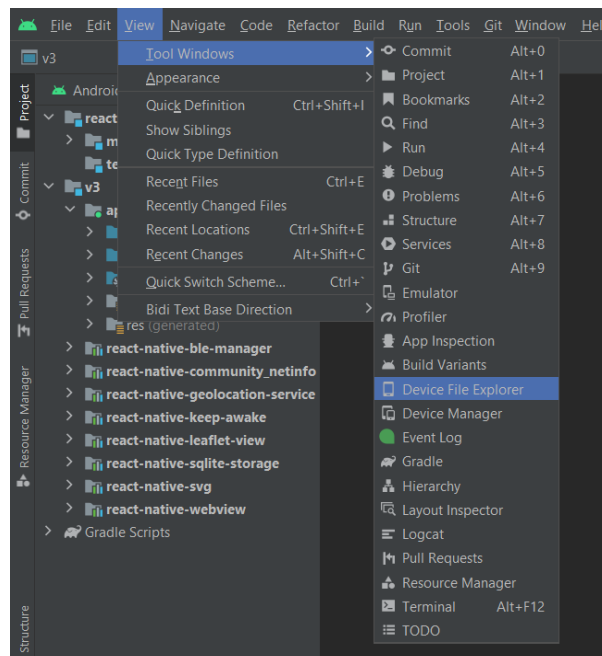 File Edit View Navigate Code Refactor Build Run Tools Git Window Hel
v3
Tool Windows
Appearance
Quick Definition Ctrl+Shift+I
Show Siblings
Quick Type Definition
Recent Files Ctrl+E
Recently Changed Files
Recent Locations Ctrl+Shift+E
Recent Changes Alt+Shift+C
Quick Switch Scheme... Ctrl+`
Bidi Text Base Direction
Commit Alt+0
Project Alt+1
Bookmarks Alt+2
Find Alt+3
Run Alt+4
Debug Alt+5
Problems Alt+6
Structure Alt+7
Services Alt+8
Git Alt+9
Emulator
Profiler
App Inspection
Build Variants
Device File Explorer
Device Manager
Event Log
Gradle
Hierarchy
Layout Inspector
Logcat
Pull Requests
Resource Manager
Terminal Alt+F12
TODO
Project
Commit
Pull Requests
Resource Manager
Structure
Android
react
m
te
v3
ap
res (generated)
react-native-ble-manager
react-native-community_netinfo
react-native-geolocation-service
react-native-keep-awake
react-native-leaflet-view
react-native-sqlite-storage
react-native-svg
react-native-webview
Gradle Scripts